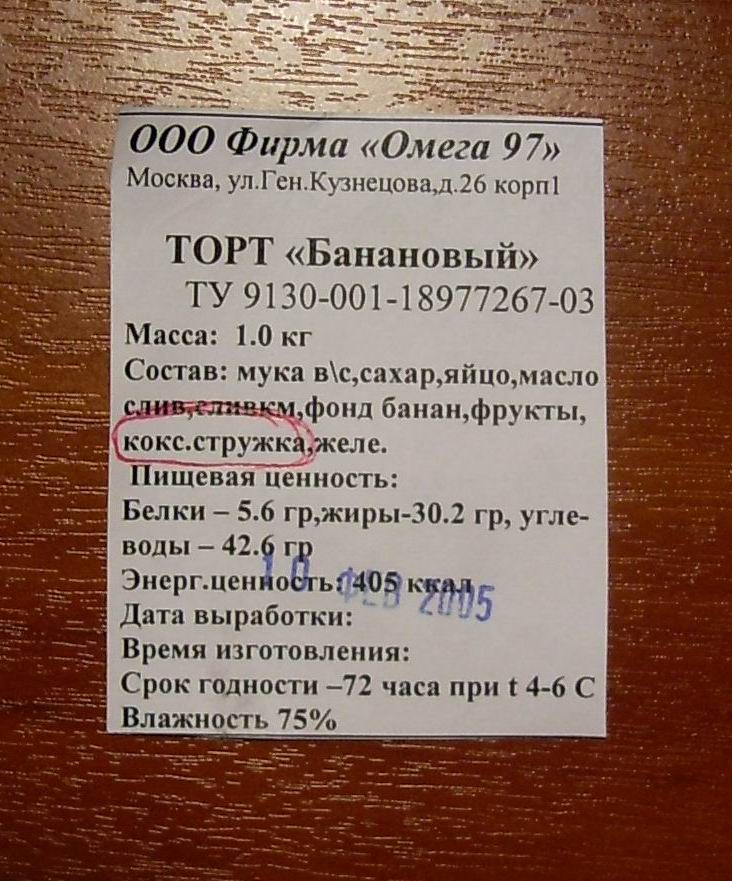 ООО Фирма «Омега 97»
Москва, ул.Ген.Кузнецова,д.26 корп1
ТОРТ «Банановый»
ТУ 9130-001-18977267-03
Масса: 1.0 кг
Состав: мука в\с,сахар,яйцо,масло
слив,сливкм,фонд банан,фрукты,
кокс.стружка,желе.
Пищевая ценность:
Белки – 5.6 гр,жиры-30.2 гр, угле-
воды – 42.6 гр
Энерг.ценность: 405 ккал
10 ФЕВ 2005
Дата выработки:
Время изготовления:
Срок годности –72 часа при t 4-6 С
Влажность 75%